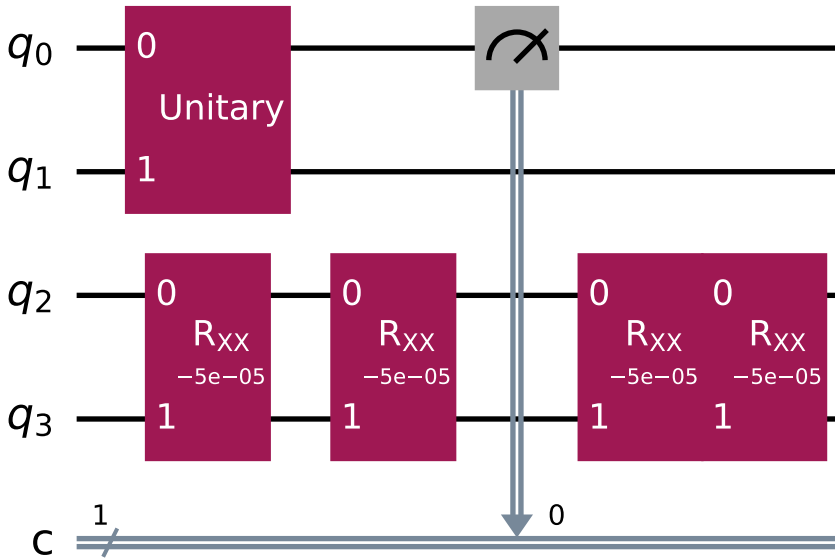 q0 0
Unitary
q1 1
q2 0 0 0 0
RXX RXX RXX RXX
−5e−05 −5e−05 −5e−05 −5e−05
q3 1 1 1 1
1 0
c